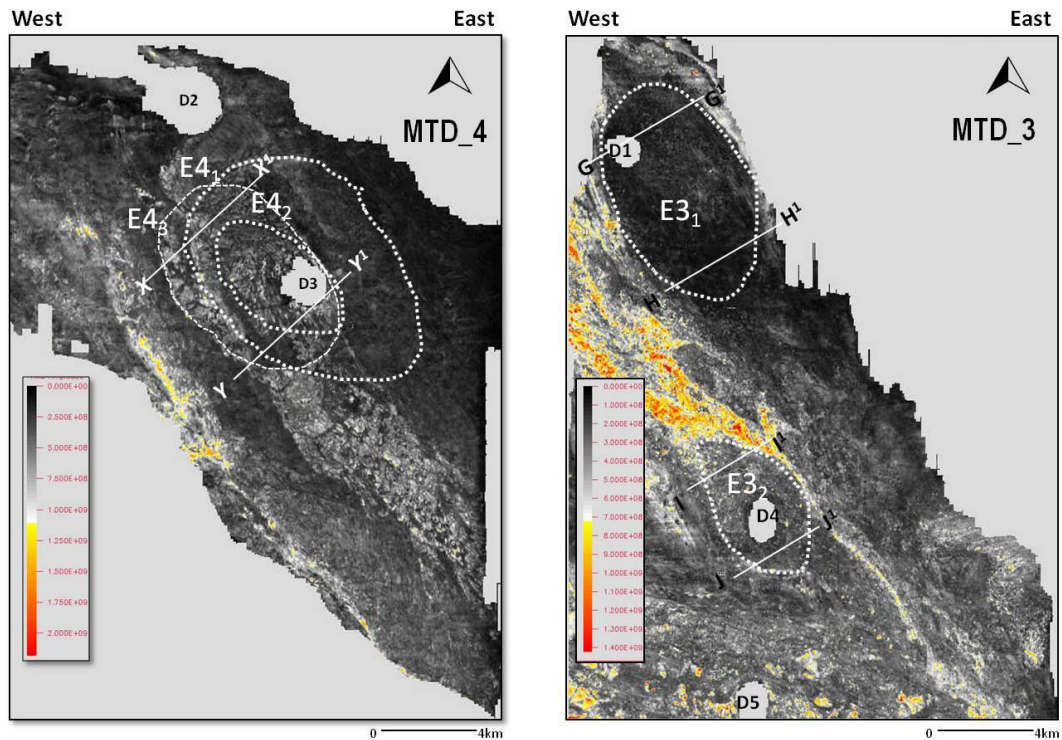 West East
D2
MTD_4
E4₁ X¹
E4₂
E4₃
X
Y¹
D3
Y
0.000E+00
2.500E+08
5.000E+08
7.500E+08
1.000E+09
1.250E+09
1.500E+09
1.750E+09
2.000E+09
0 4km
West East
G¹
MTD_3
D1
G
E3₁
H¹
H
0.000E+00
1.000E+08
2.000E+08
3.000E+08
4.000E+08
5.000E+08
6.000E+08
7.000E+08
8.000E+08
9.000E+08
1.000E+09
1.100E+09
1.200E+09
1.300E+09
1.400E+09
I¹
E3₂
I
D4
J¹
J
D5
0 4km